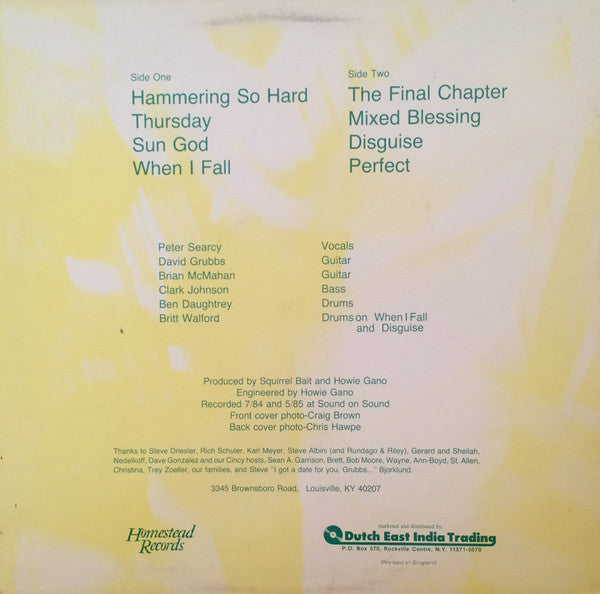 Side One
Hammering So Hard
Thursday
Sun God
When I Fall
Side Two
The Final Chapter
Mixed Blessing
Disguise
Perfect
Peter Searcy Vocals
David Grubbs Guitar
Brian McMahan Guitar
Clark Johnson Bass
Ben Daughtrey Drums
Britt Walford Drums on When I Fall
and Disguise
Produced by Squirrel Bait and Howie Gano
Engineered by Howie Gano
Recorded 7/84 and 5/85 at Sound on Sound
Front cover photo-Craig Brown
Back cover photo-Chris Hawpe
Thanks to Steve Driesler, Rich Schuler, Karl Meyer, Steve Albini (and Rundago & Riley), Gerard and Shellah,
Nedelkoff, Dave Gonzalez and our Cincy hosts, Sean A. Garrison, Brett, Bob Moore, Wayne, Ann-Boyd, St. Allen,
Christina, Trey Zoeller, our families, and Steve "I got a date for you, Grubbs..." Bjorklund.
3345 Brownsboro Road, Louisville, KY 40207
Homestead
Records
marketed and distributed by:
Dutch East India Trading
P.O. Box 570, Rockville Centre, N.Y. 11571-0570
Printed in England